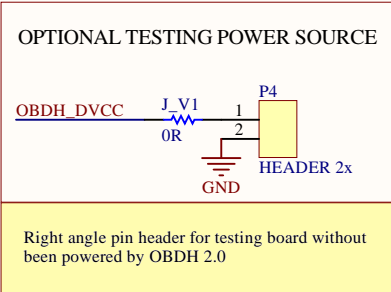 OPTIONAL TESTING POWER SOURCE
P4
OBDH_DVCC
J_V1
1
0R
2
GND
HEADER 2x
Right angle pin header for testing board without
been powered by OBDH 2.0